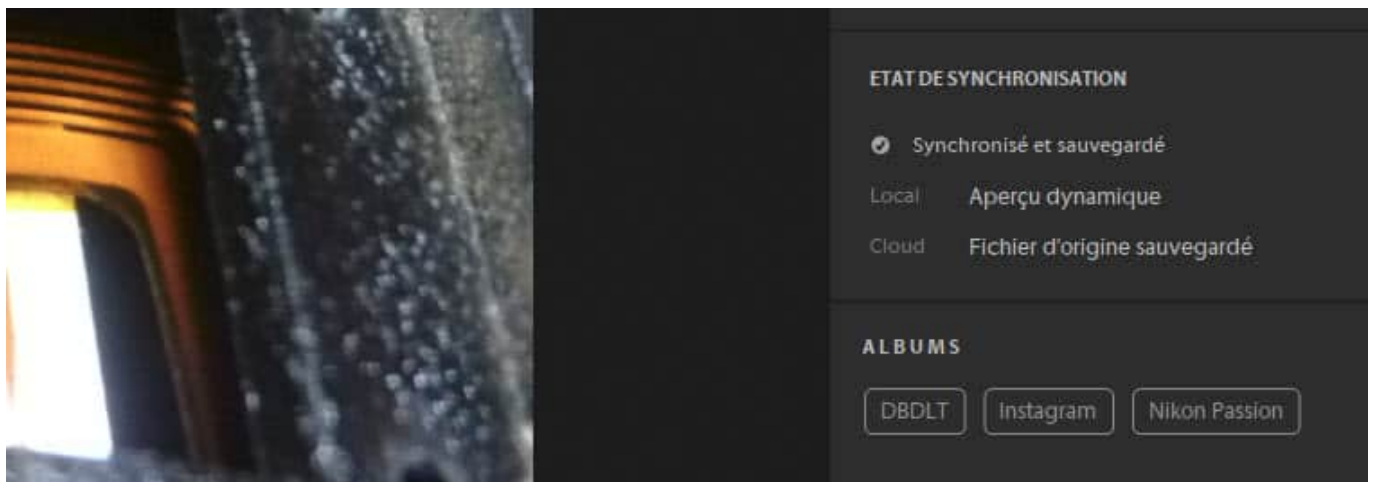 ETAT DE SYNCHRONISATION
Synchronisé et sauvegardé
Local Aperçu dynamique
Cloud Fichier d'origine sauvegardé
ALBUMS
DBDLT Instagram Nikon Passion